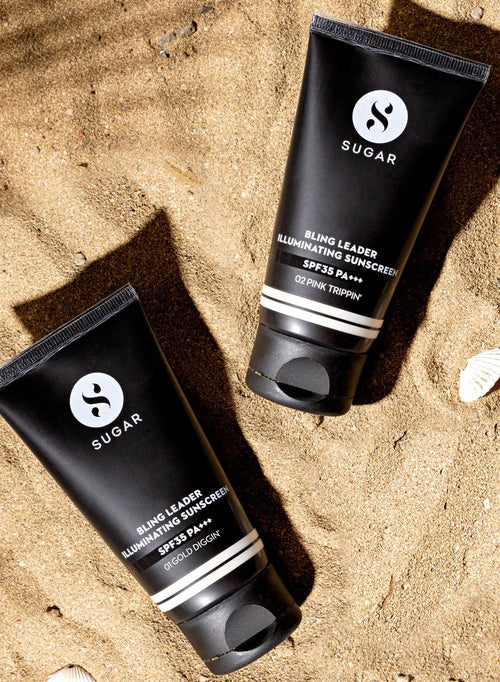 SUGAR
BLING LEADER
ILLUMINATING SUNSCREEN
SPF35 PA+++
02 PINK TRIPPIN'
SUGAR
BLING LEADER
ILLUMINATING SUNSCREEN
SPF35 PA+++
01 GOLD DIGGIN'